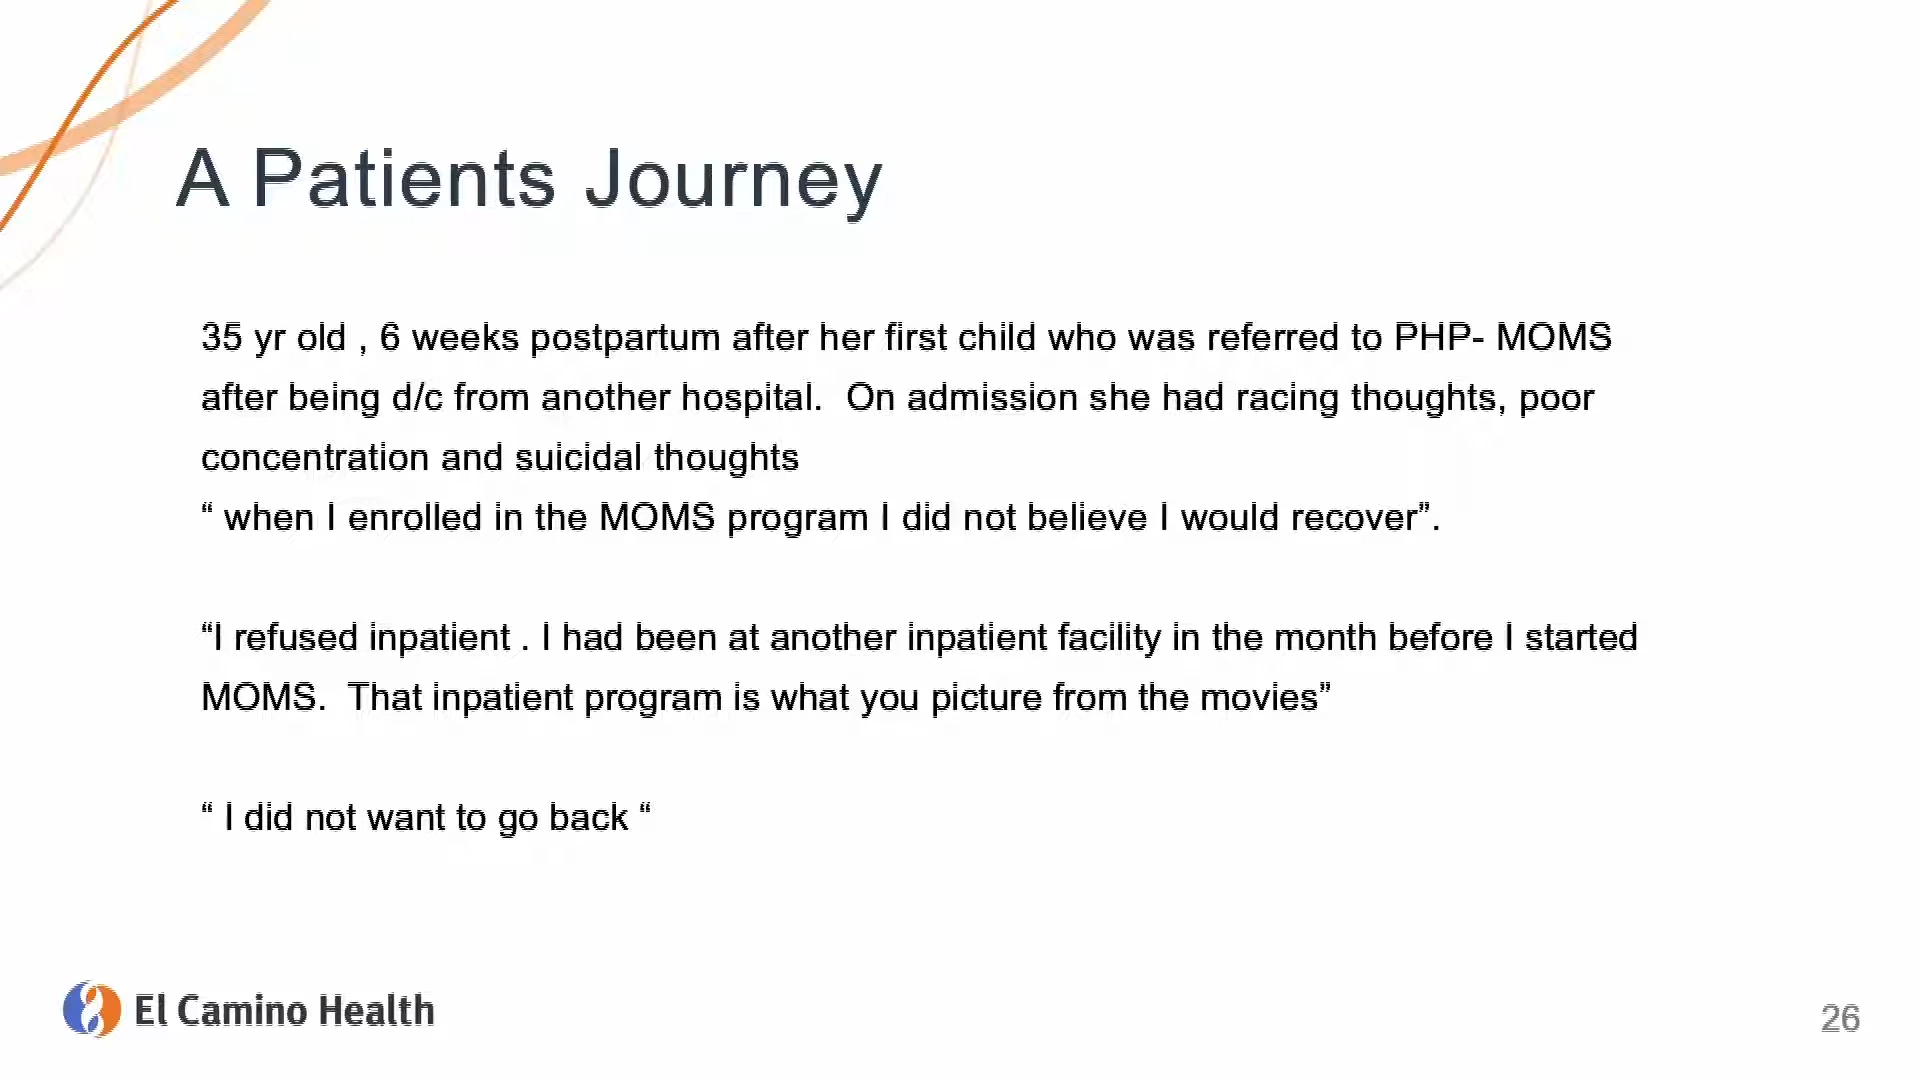 A Patients Journey
35 yr old , 6 weeks postpartum after her first child who was referred to PHP- MOMS
after being d/c from another hospital.  On admission she had racing thoughts, poor
concentration and suicidal thoughts
“ when I enrolled in the MOMS program I did not believe I would recover”.
“I refused inpatient . I had been at another inpatient facility in the month before I started
MOMS.  That inpatient program is what you picture from the movies”
“ I did not want to go back “
El Camino Health
26